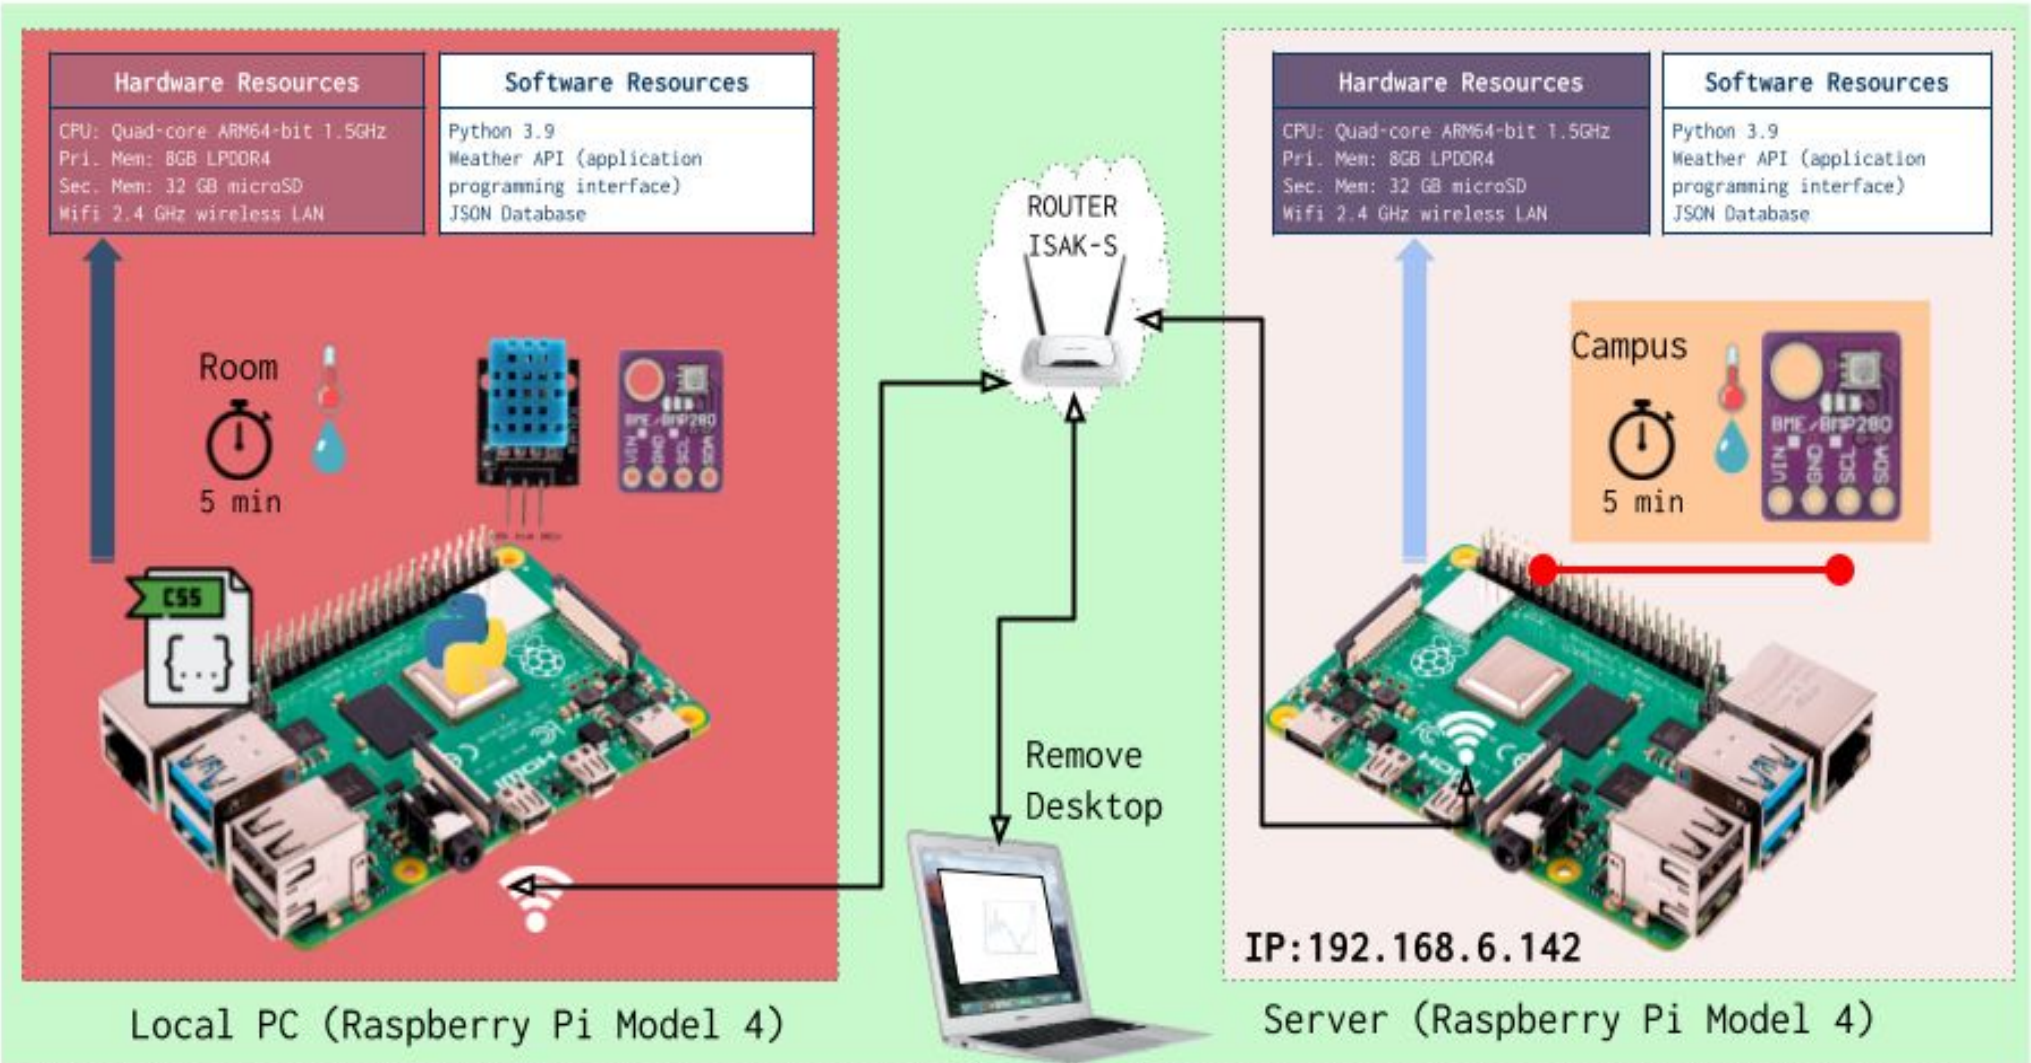 Hardware Resources
CPU: Quad-core ARM64-bit 1.5GHz
Pri. Mem: 8GB LPDDR4
Sec. Mem: 32 GB microSD
Wifi 2.4 GHz wireless LAN
Software Resources
Python 3.9
Weather API (application
programming interface)
JSON Database
Room
5 min
BME/BMP280
VIN
GND
SCL
SDA
CSS
{...}
HDMI
Local PC (Raspberry Pi Model 4)
ROUTER
ISAK-S
Remove
Desktop
Hardware Resources
CPU: Quad-core ARM64-bit 1.5GHz
Pri. Mem: 8GB LPDDR4
Sec. Mem: 32 GB microSD
Wifi 2.4 GHz wireless LAN
Software Resources
Python 3.9
Weather API (application
programming interface)
JSON Database
Campus
5 min
BME/BMP280
VIN
GND
SCL
SDA
IP:192.168.6.142
Server (Raspberry Pi Model 4)